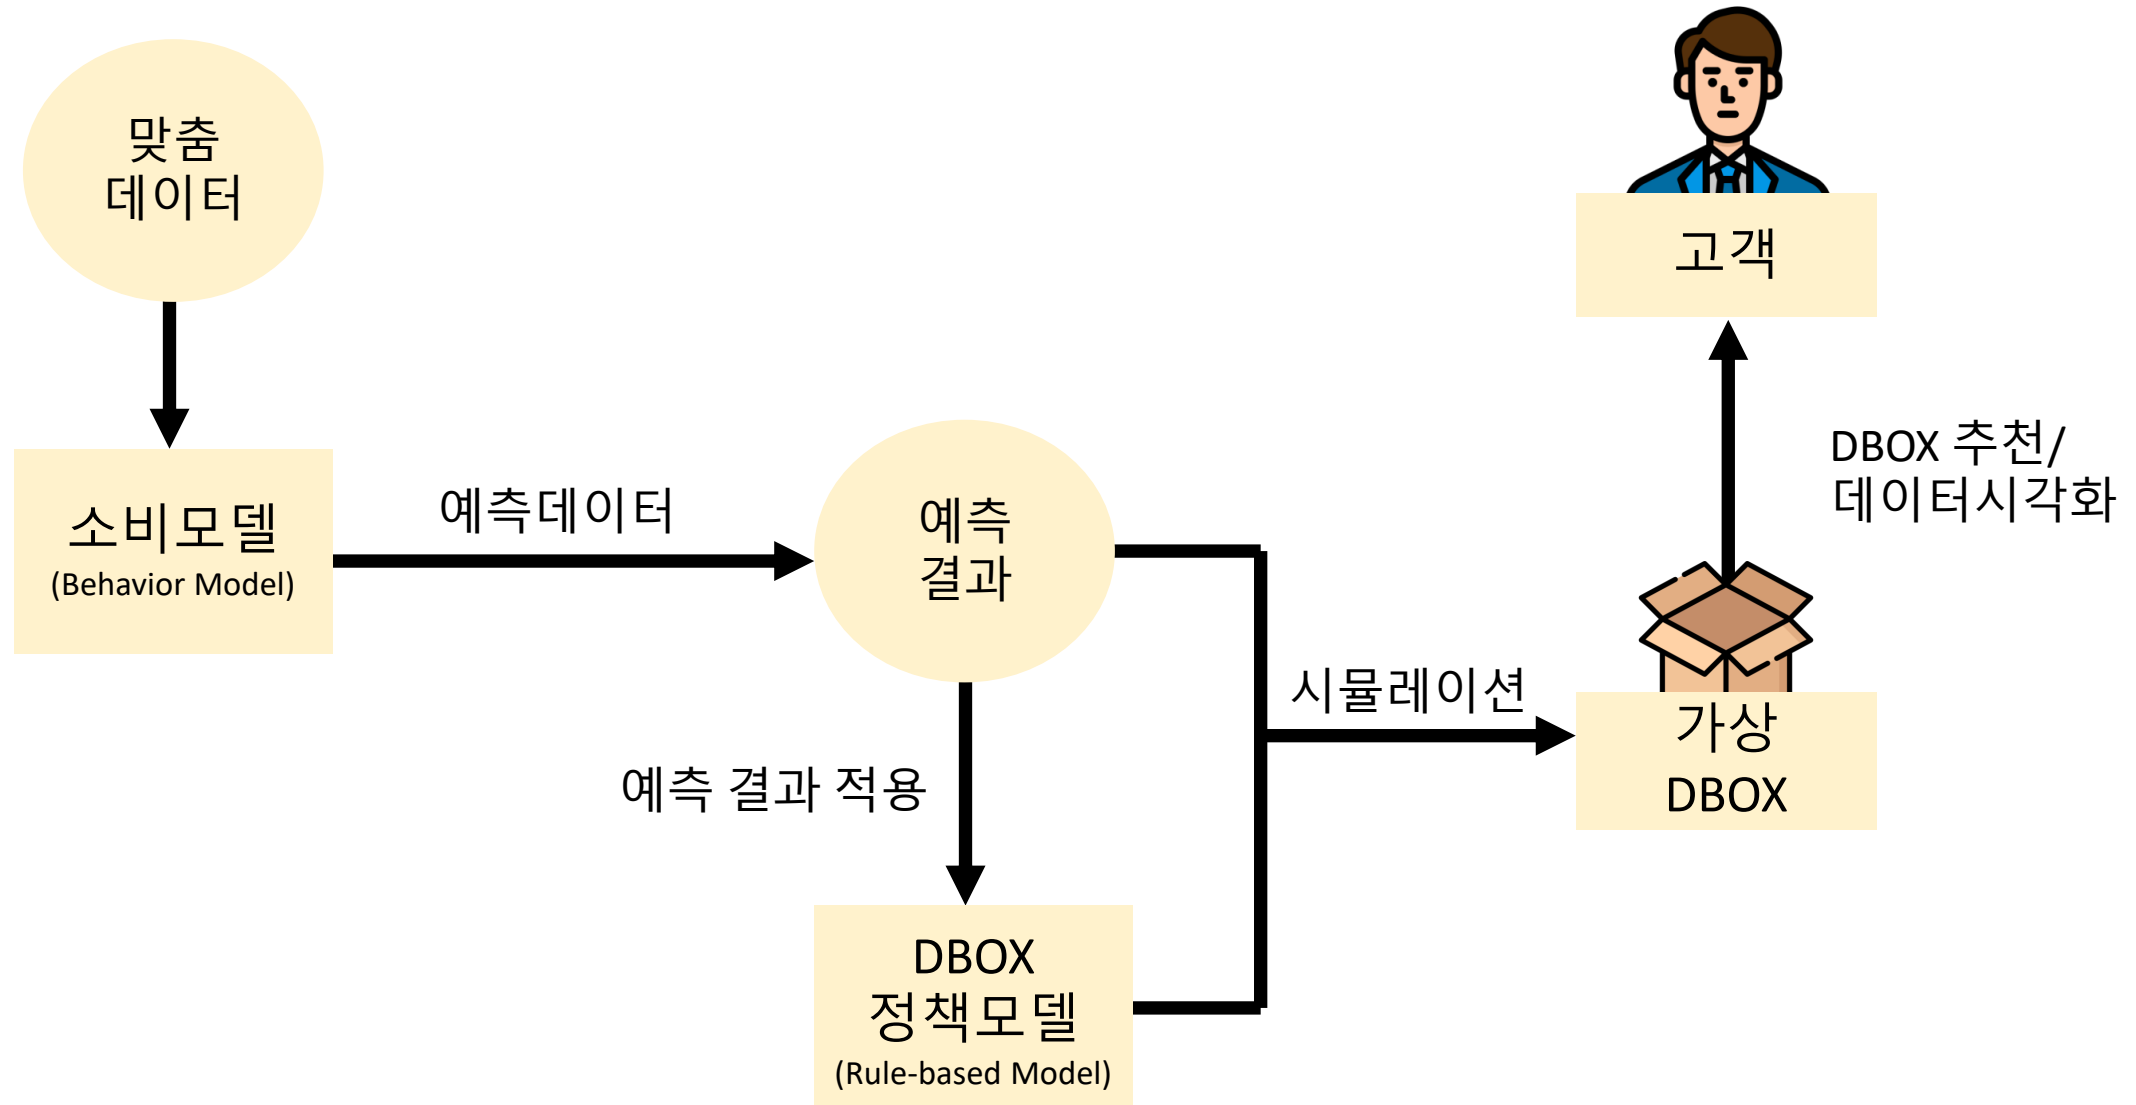 맞춤
데이터
소비모델
(Behavior Model)
예측데이터
예측
결과
예측 결과 적용
DBOX
정책모델
(Rule-based Model)
시뮬레이션
가상
DBOX
DBOX 추천/
데이터시각화
고객